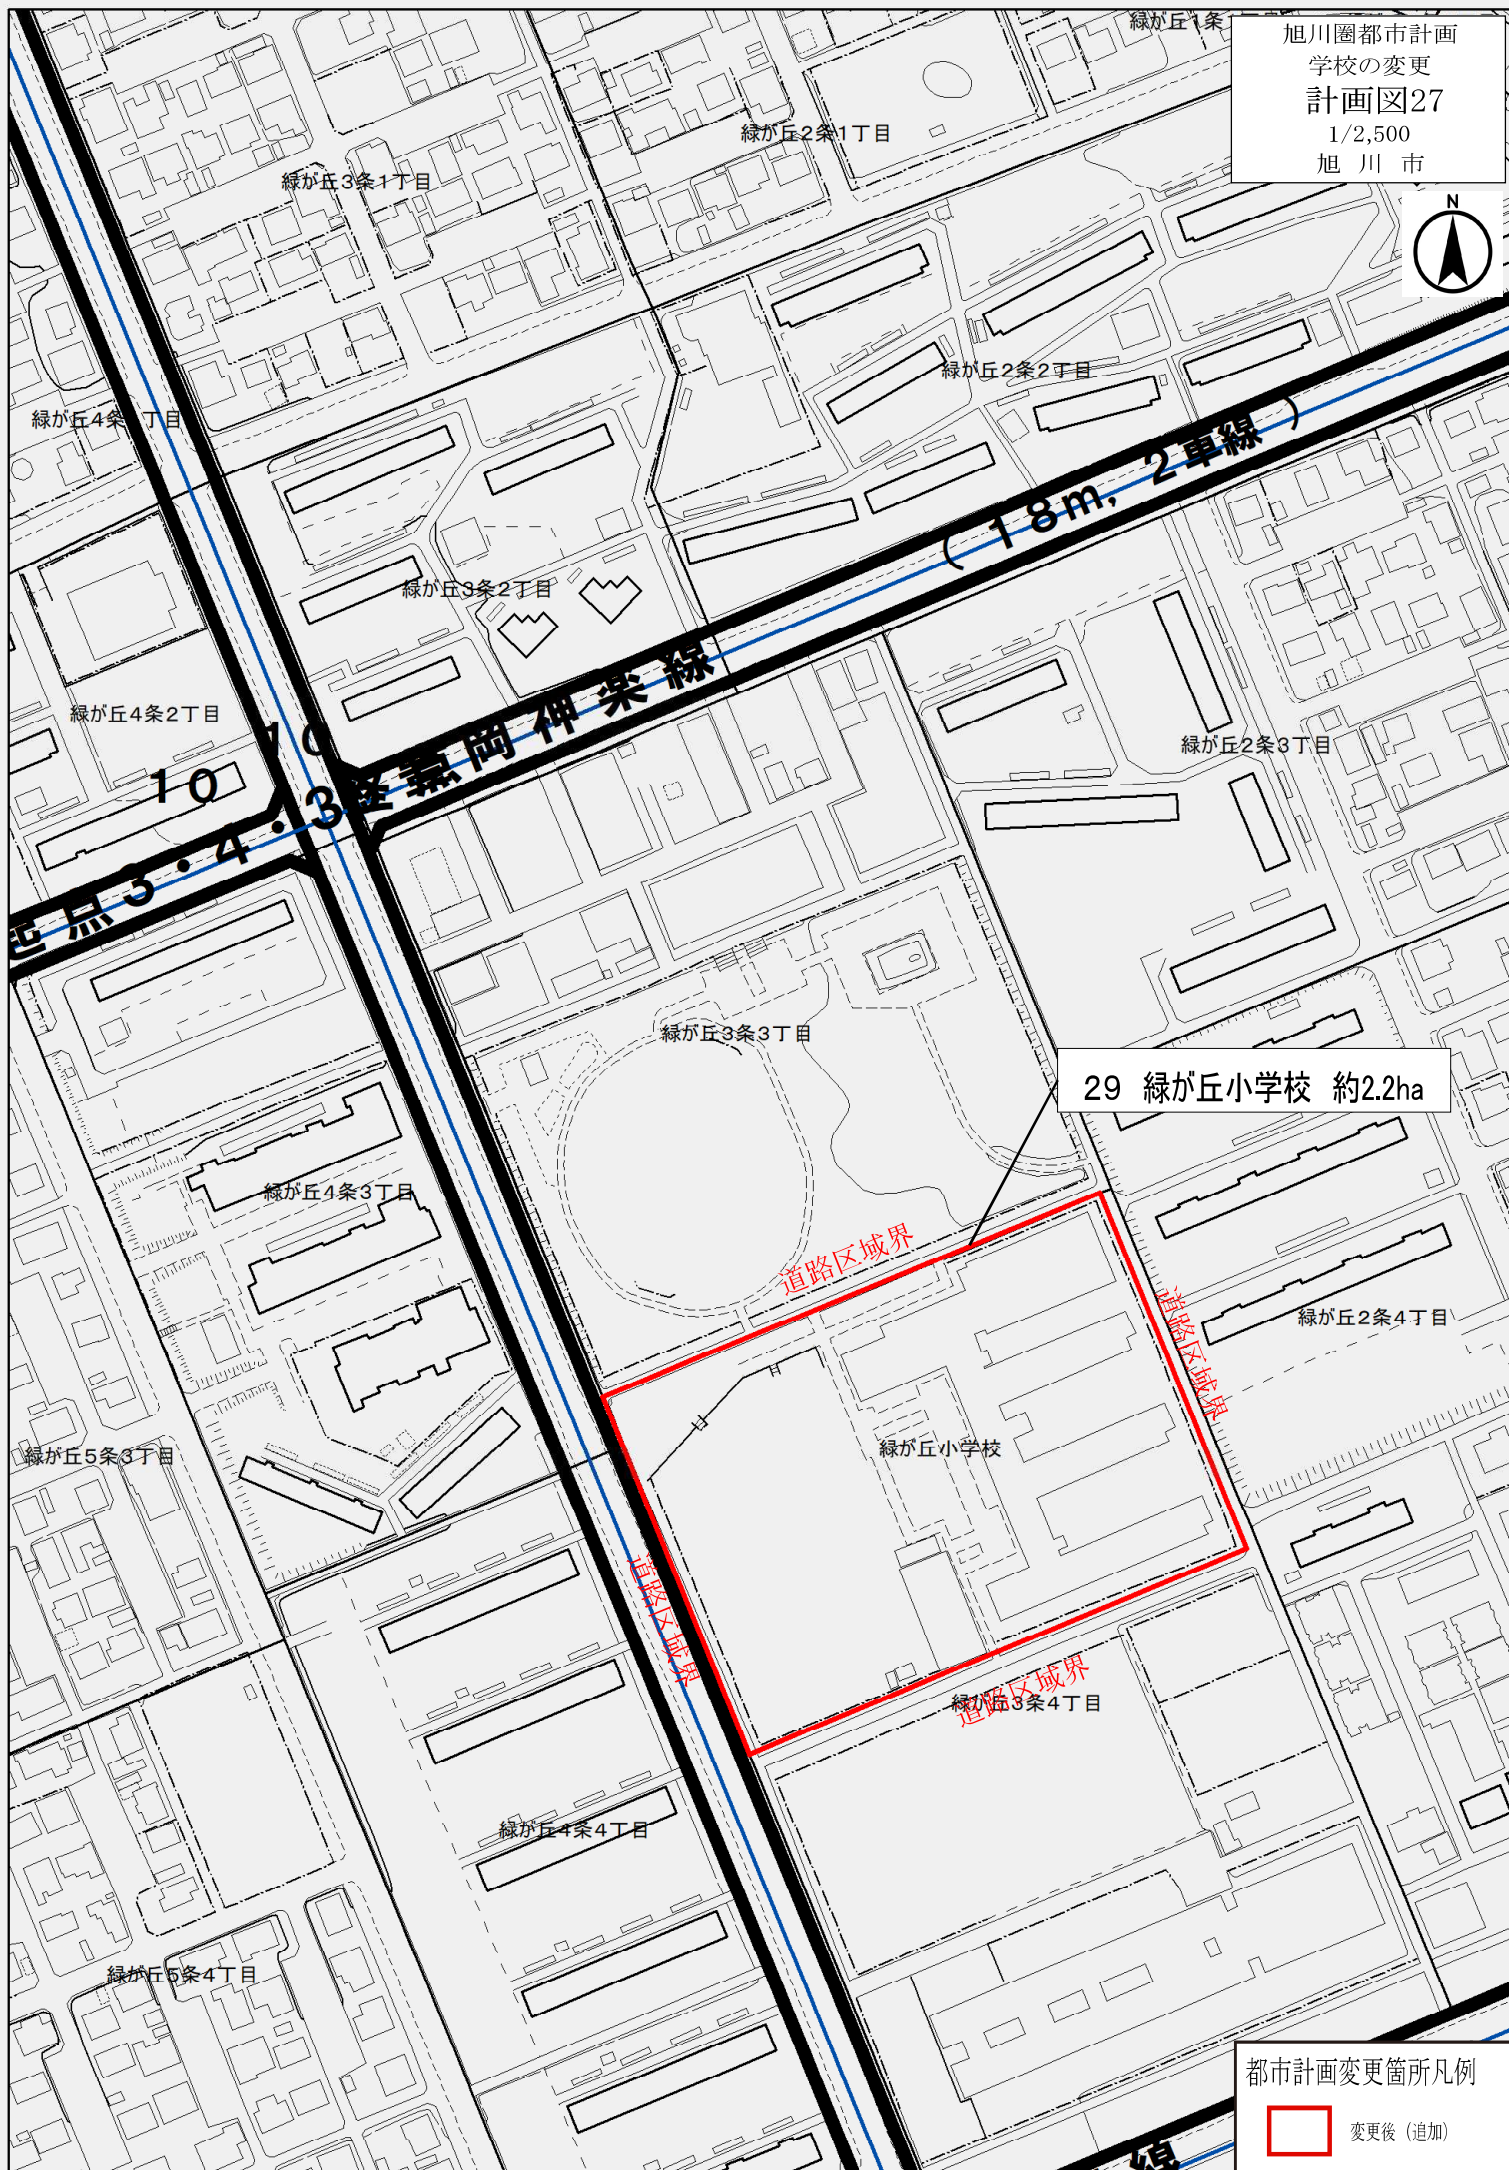 緑が丘1条
旭川圏都市計画
学校の変更
計画図27
1/2,500
旭 川 市
N
緑が丘2条1丁目
緑が丘3条1丁目
緑が丘2条2丁目
緑が丘4条 丁目
(18m, 2車線)
緑が丘3条2丁目
緑が丘4条2丁目
緑が丘2条3丁目
10
10
起点3・4・3
岡神楽線
緑が丘3条3丁目
29 緑が丘小学校 約2.2ha
緑が丘4条3丁目
道路区域界
道路区域界
緑が丘2条4丁目
緑が丘5条3丁目
緑が丘小学校
道路区域界
道路区域界
緑が丘3条4丁目
緑が丘4条4丁目
緑が丘5条4丁目
都市計画変更箇所凡例
変更後(追加)
線